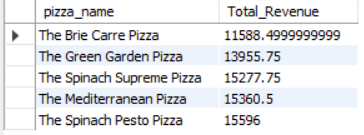 pizza_name Total_Revenue
The Brie Carre Pizza 11588.4999999999
The Green Garden Pizza 13955.75
The Spinach Supreme Pizza 15277.75
The Mediterranean Pizza 15360.5
The Spinach Pesto Pizza 15596